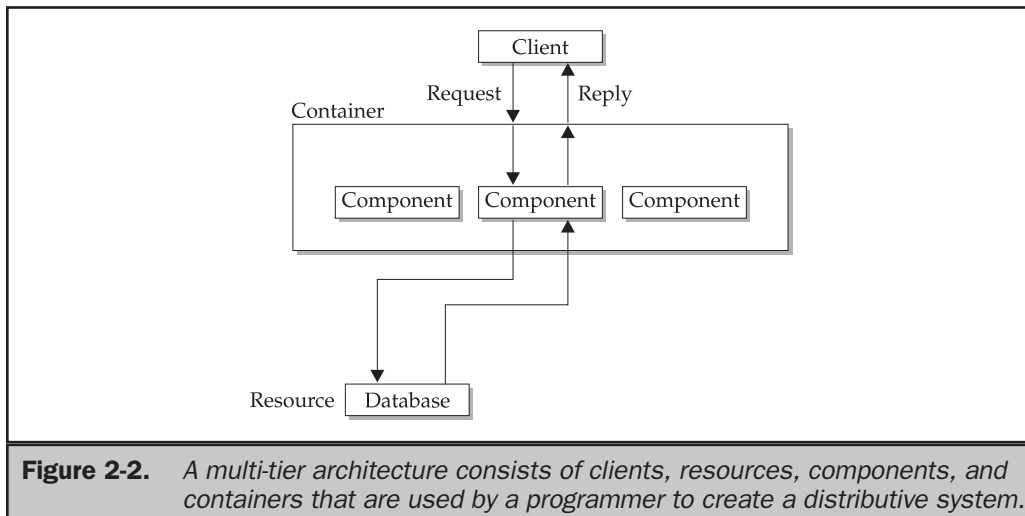 Client
Request Reply
Container
Component Component Component
Resource Database
Figure 2-2. A multi-tier architecture consists of clients, resources, components, and
containers that are used by a programmer to create a distributive system.